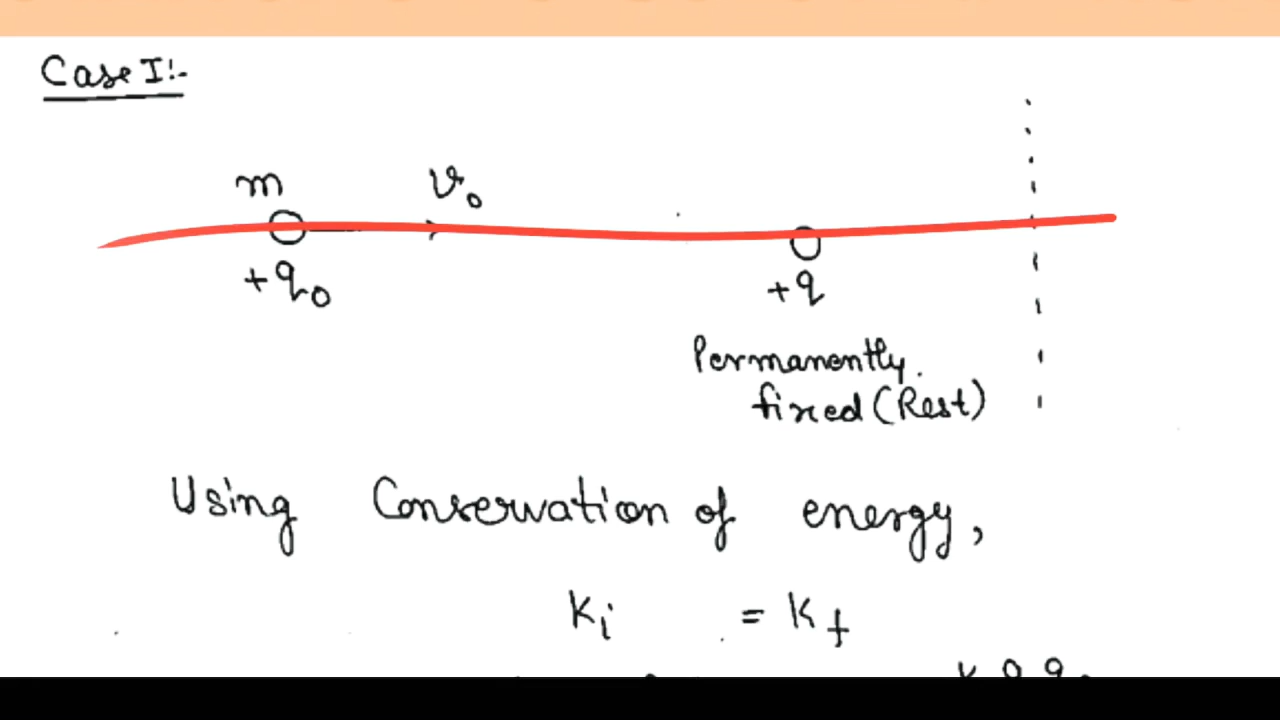 Case I:-
m v₀
+q₀ +q
Permanently
fixed (Rest)
Using Conservation of energy,
Kᵢ = K_f